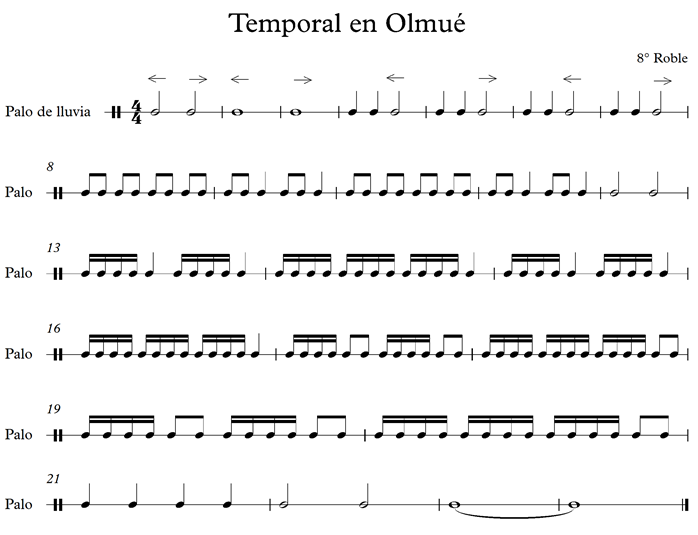 Temporal en Olmué
8° Roble
Palo de lluvia
4
4
8
Palo
13
Palo
16
Palo
19
Palo
21
Palo